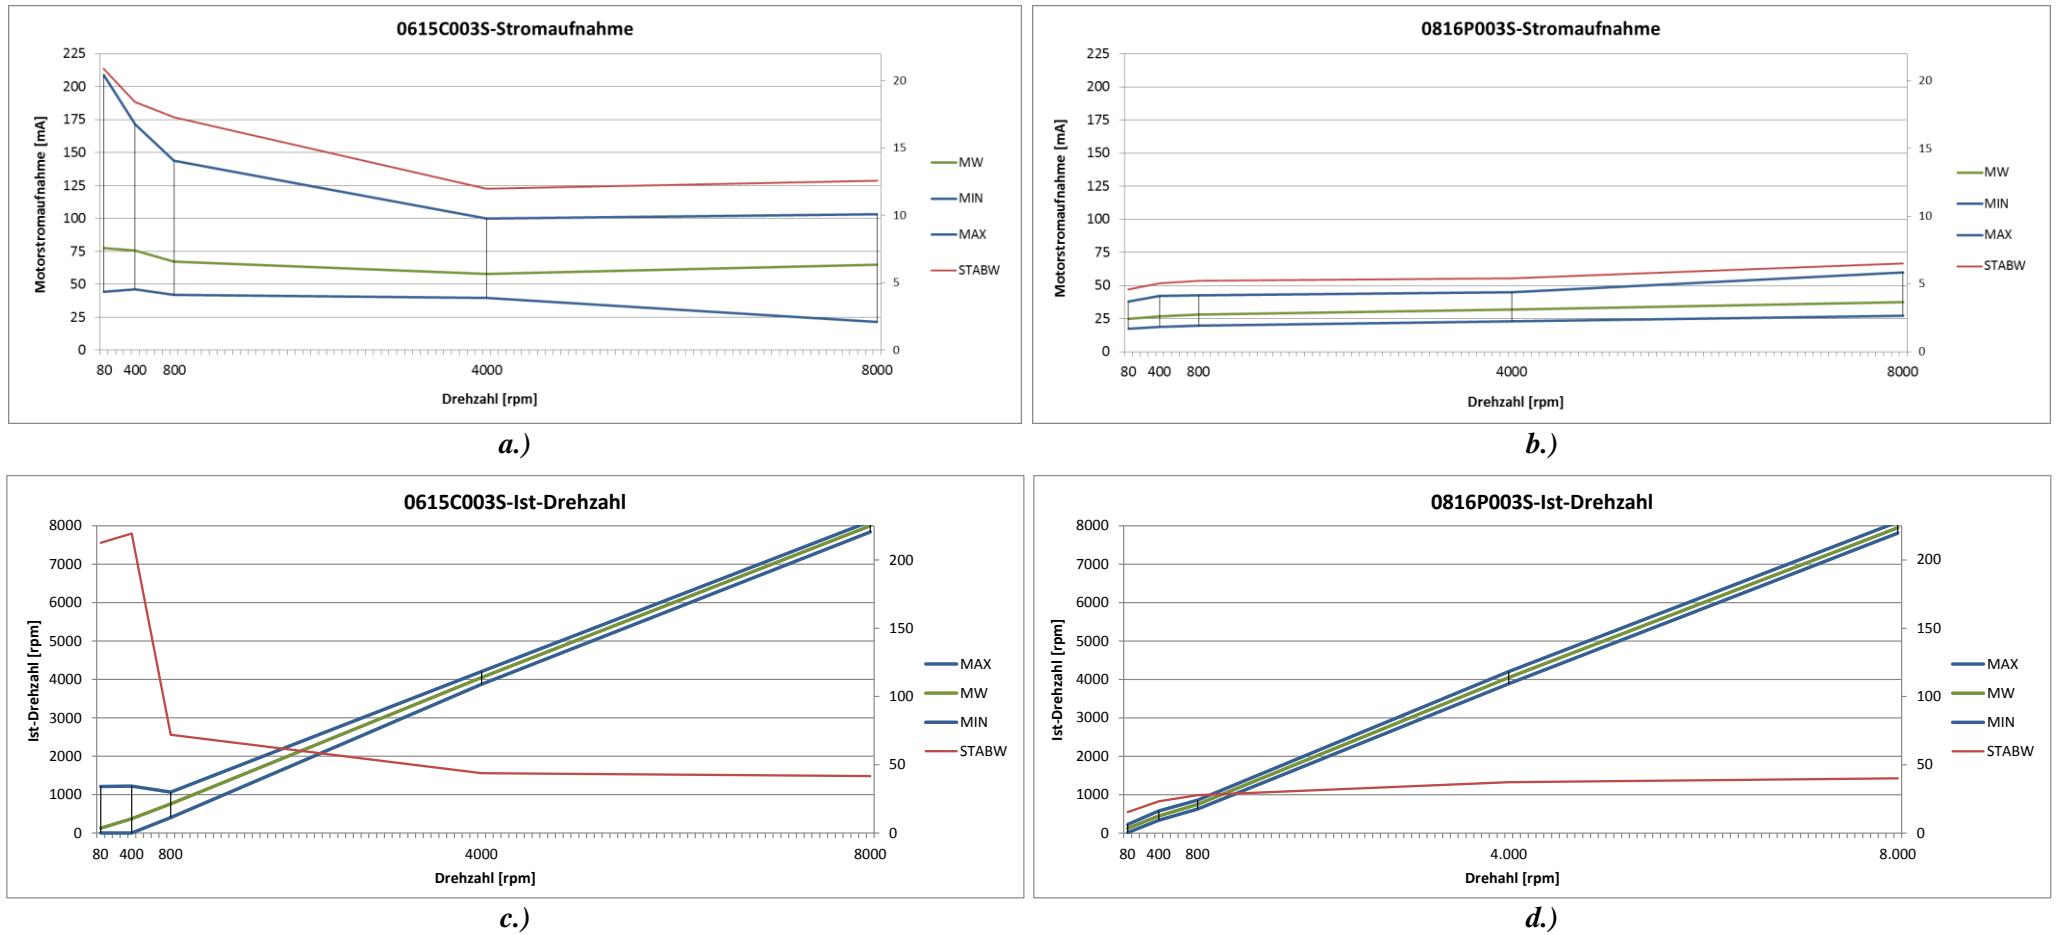 0615C003S-Stromaufnahme
225
200
175
150
125
100
75
50
25
0
Motorstromaufnahme [mA]
20
15
10
5
0
80 400 800 4000 8000
Drehzahl [rpm]
MW
MIN
MAX
STABW
a.)
0816P003S-Stromaufnahme
225
200
175
150
125
100
75
50
25
0
Motorstromaufnahme [mA]
20
15
10
5
0
80 400 800 4000 8000
Drehzahl [rpm]
MW
MIN
MAX
STABW
b.)
0615C003S-Ist-Drehzahl
8000
7000
6000
5000
4000
3000
2000
1000
0
Ist-Drehzahl [rpm]
200
150
100
50
0
80 400 800 4000 8000
Drehzahl [rpm]
MAX
MW
MIN
STABW
c.)
0816P003S-Ist-Drehzahl
8000
7000
6000
5000
4000
3000
2000
1000
0
Ist-Drehzahl [rpm]
200
150
100
50
0
80 400 800 4.000 8.000
Drehahl [rpm]
MAX
MW
MIN
STABW
d.)